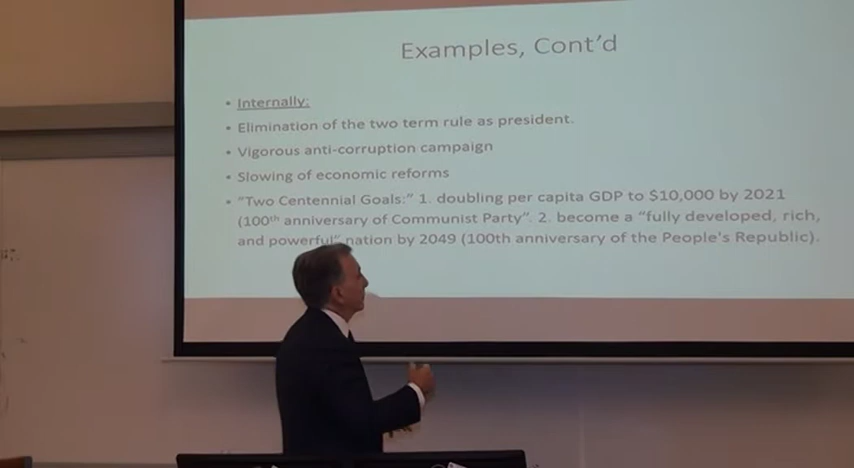 Examples, Cont'd
• Internally:
• Elimination of the two term rule as president.
• Vigorous anti-corruption campaign
• Slowing of economic reforms
• "Two Centennial Goals:" 1. doubling per capita GDP to $10,000 by 2021
(100th anniversary of Communist Party". 2. become a "fully developed, rich,
and powerful" nation by 2049 (100th anniversary of the People's Republic).